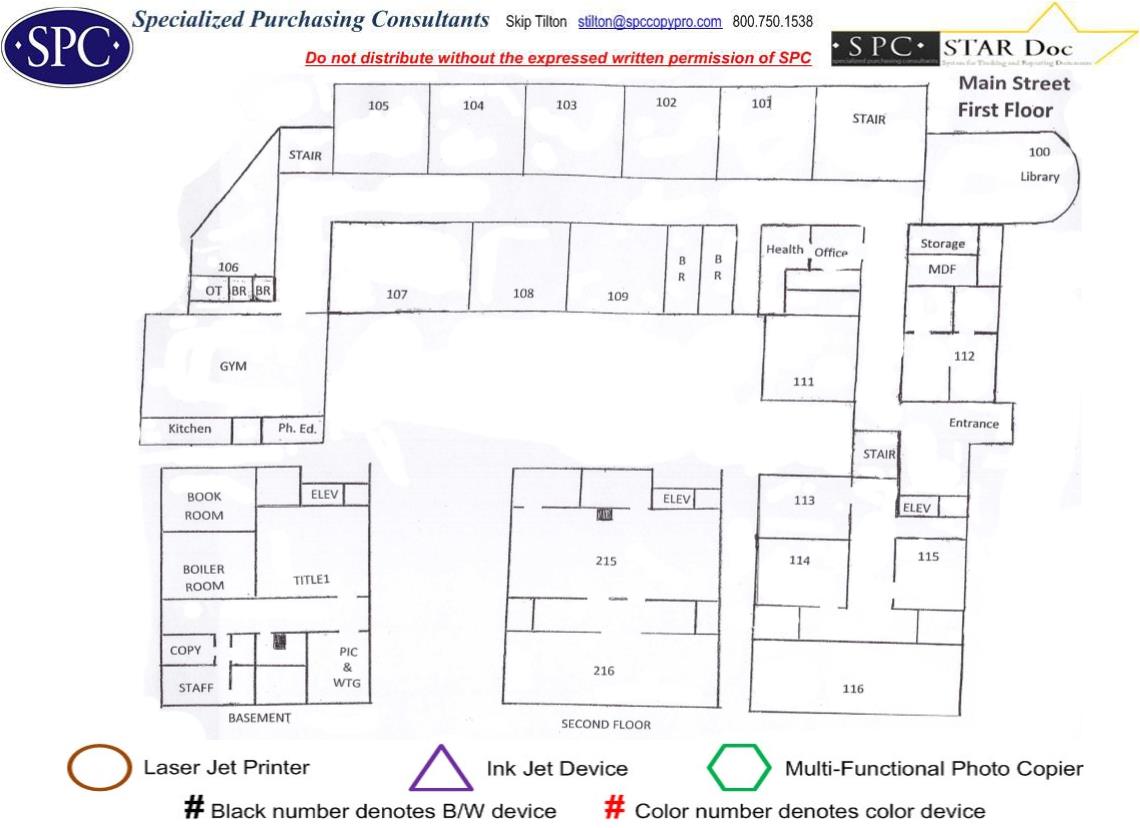 SPC
Specialized Purchasing Consultants Skip Tilton stilton@spccopypro.com 800.750.1538
Do not distribute without the expressed written permission of SPC
· S P C · STAR Doc
specialized purchasing consultants System for Tracking and Reporting Documents
Main Street
First Floor
105 104 103 102 101 STAIR
STAIR
100
Library
106
OT BR BR
107 108 109
B
R
B
R
Health Office
Storage
MDF
GYM
111
112
Kitchen Ph. Ed.
Entrance
STAIR
BOOK
ROOM
ELEV
BOILER
ROOM
TITLE1
COPY
STAFF
PIC
&
WTG
BASEMENT
ELEV
215
216
SECOND FLOOR
113
ELEV
114
115
116
Laser Jet Printer Ink Jet Device Multi-Functional Photo Copier
# Black number denotes B/W device # Color number denotes color device